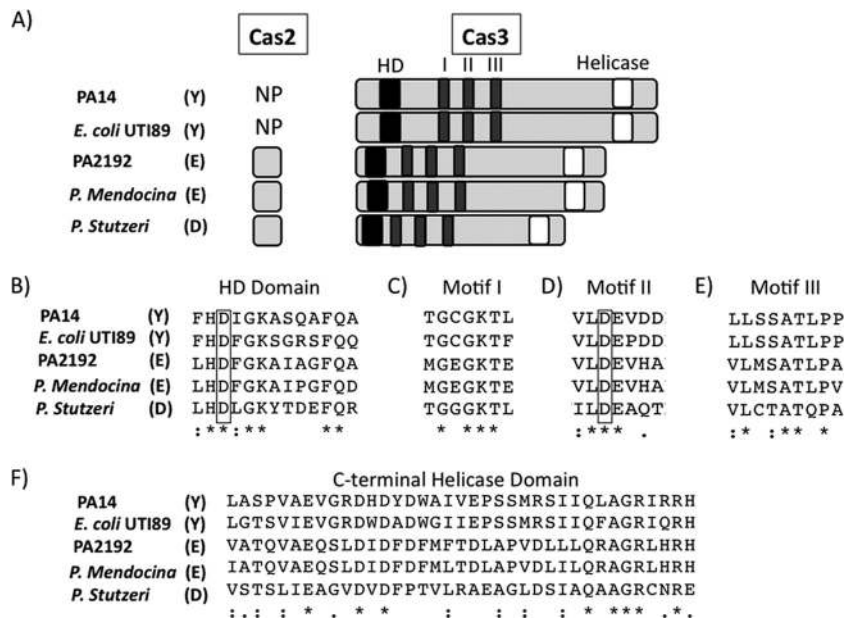 A)
Cas2 Cas3
HD I II III Helicase
PA14 (Y) NP
E. coli UTI89 (Y) NP
PA2192 (E)
P. Mendocina (E)
P. Stutzeri (D)
B) HD Domain C) Motif I D) Motif II E) Motif III
PA14 (Y) FHDIGKASQAFQA TGCGKTL VLDEVDD LLSSATLPP
E. coli UTI89 (Y) FHDFGKSGRSFQQ TGCGKTF VLDEPDD LLSSATLPP
PA2192 (E) LHDFGKAIAGFQA MGEGKTE VLDEVHA VLMSATLPA
P. Mendocina (E) LHDFGKAIPGFQD MGEGKTE VLDEVHA VLMSATLPV
P. Stutzeri (D) LHDLGKYTDEFQR TGGGKTL ILDEAQT VLCTATQPA
:**:** ** * *** :*** . :* :** *
F) C-terminal Helicase Domain
PA14 (Y) LASPVAEVGRDHDYDWAIVEPSSMRSIIQLAGRIRRH
E. coli UTI89 (Y) LGTSVIEVGRDWDADWGIIEPSSMRSIIQFAGRIQRH
PA2192 (E) VATQVAEQSLDIDFDFMFTDLAPVDLLLQRAGRLHRH
P. Mendocina (E) IATQVAEQSLDIDFDFMFTDLAPVDLLLQRAGRLHRH
P. Stutzeri (D) VSTSLIEAGVDVDFPTVLRAEAGLDSIAQAAGRCNRE
:.:.: * . * * : : : * *** .*.